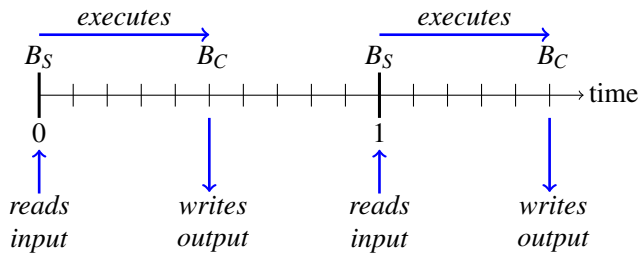 executes executes
B_S B_C B_S B_C
time
0 1
reads writes reads writes
input output input output